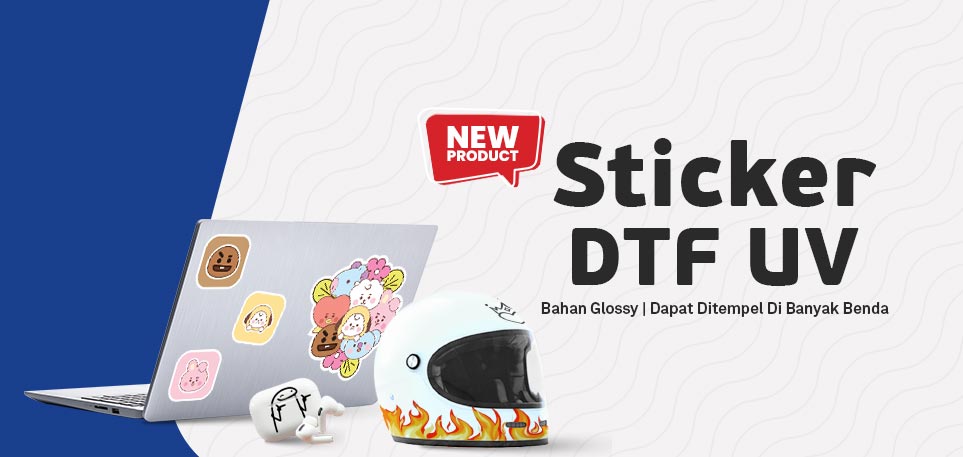 NEW
PRODUCT
Sticker
DTF UV
Bahan Glossy | Dapat Ditempel Di Banyak Benda